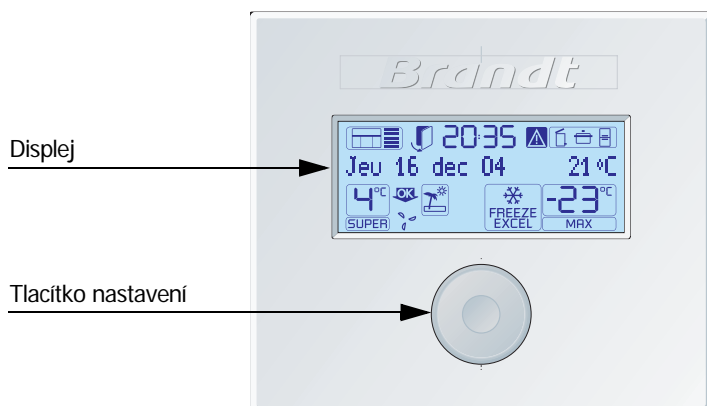 Brandt
20:35
Displej
Jeu 16 dec 04 21 °C
4°C OK FREEZE EXCEL -23°C
SUPER MAX
Tlacítko nastavení